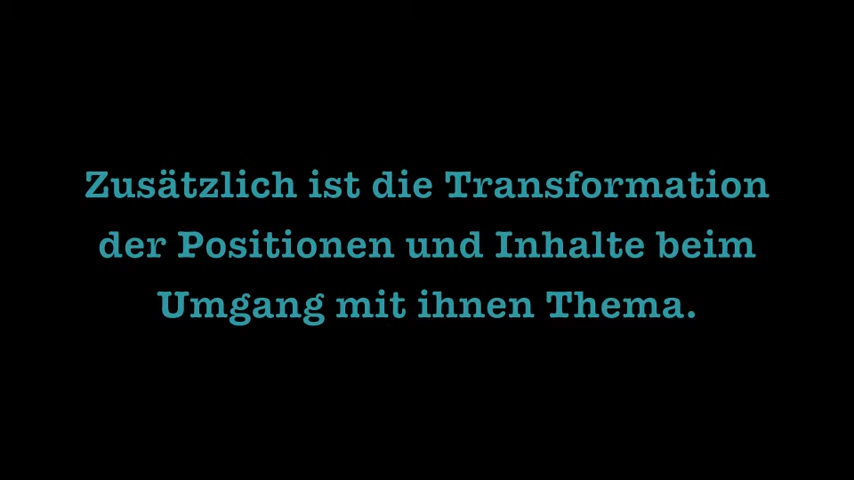 Zusätzlich ist die Transformation
der Positionen und Inhalte beim
Umgang mit ihnen Thema.